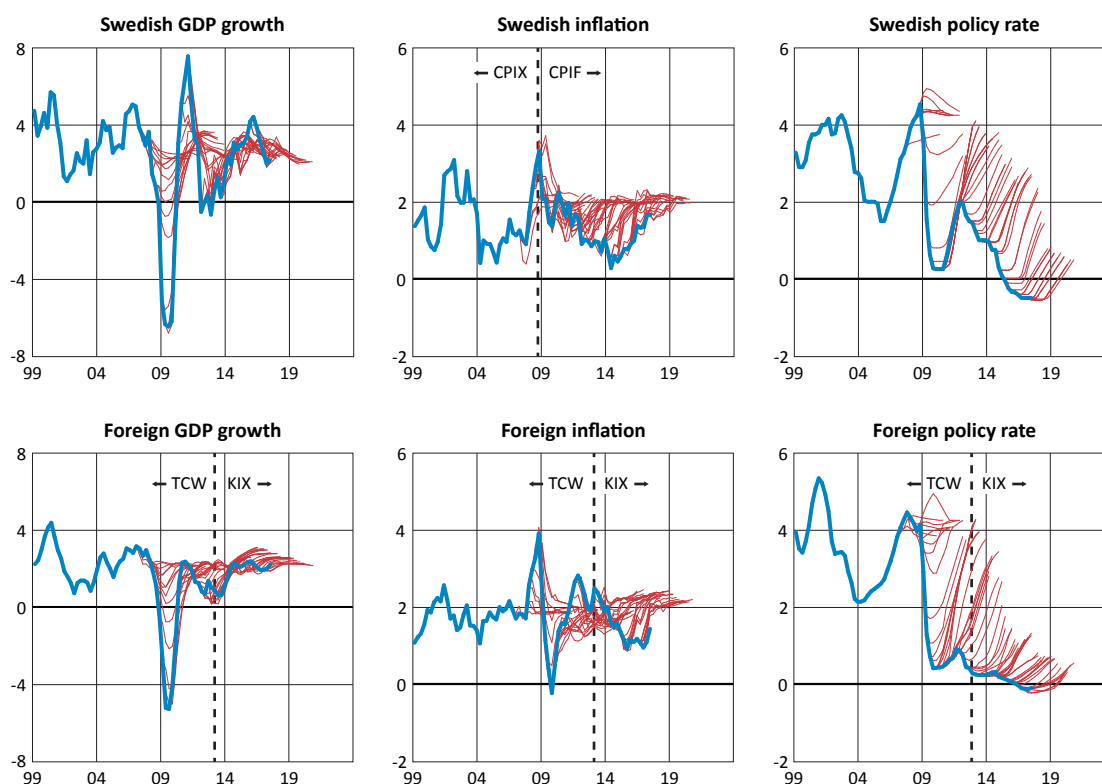 Swedish GDP growth
8
4
0
-4
-8
99 04 09 14 19
Swedish inflation
6
4
2
0
-2
CPIX CPIF
99 04 09 14 19
Swedish policy rate
6
4
2
0
-2
99 04 09 14 19
Foreign GDP growth
8
4
0
-4
-8
TCW KIX
99 04 09 14 19
Foreign inflation
6
4
2
0
-2
TCW KIX
99 04 09 14 19
Foreign policy rate
6
4
2
0
-2
TCW KIX
99 04 09 14 19